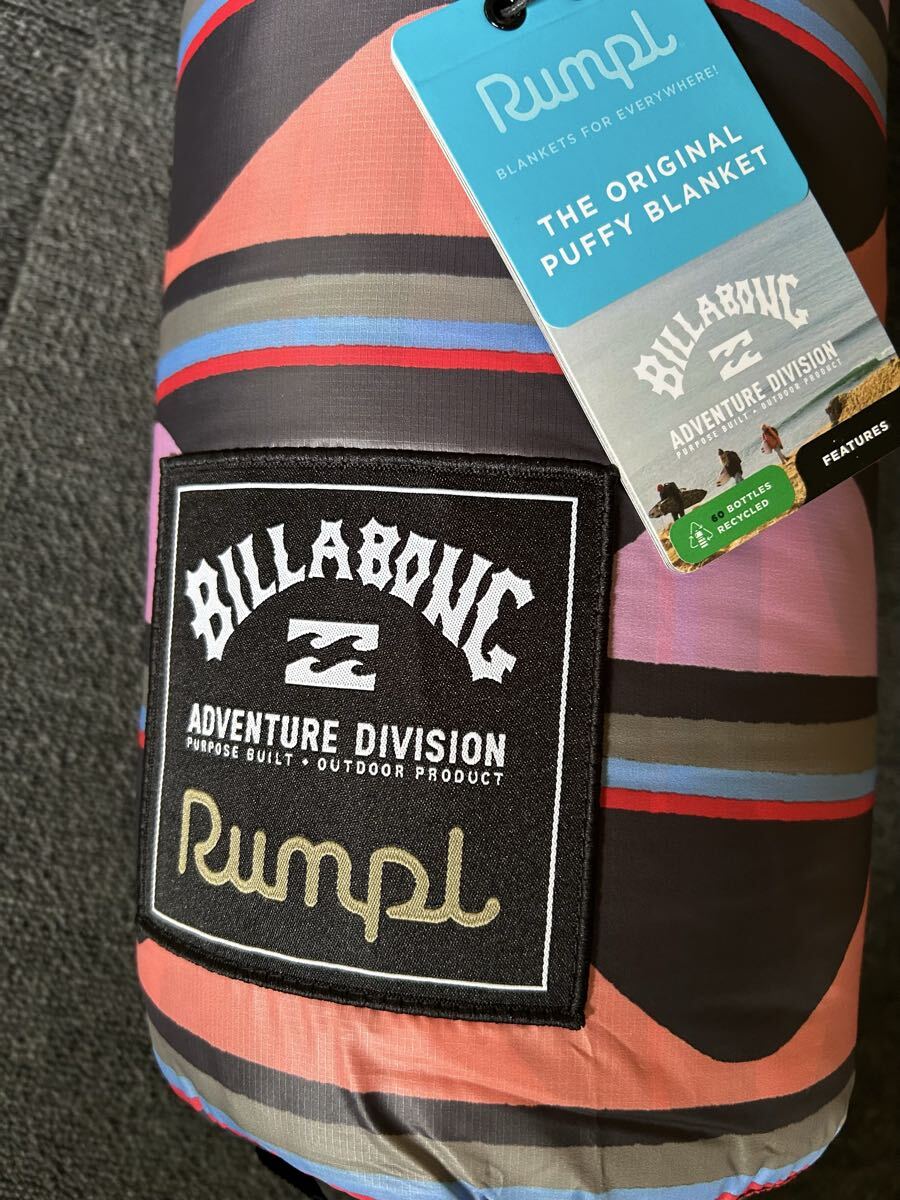 Rumpl
BLANKETS FOR EVERYWHERE!
THE ORIGINAL
PUFFY BLANKET
BILLABONG
ADVENTURE DIVISION
PURPOSE BUILT • OUTDOOR PRODUCT
60 BOTTLES
RECYCLED
FEATURES
BILLABONG
ADVENTURE DIVISION
PURPOSE BUILT • OUTDOOR PRODUCT
Rumpl